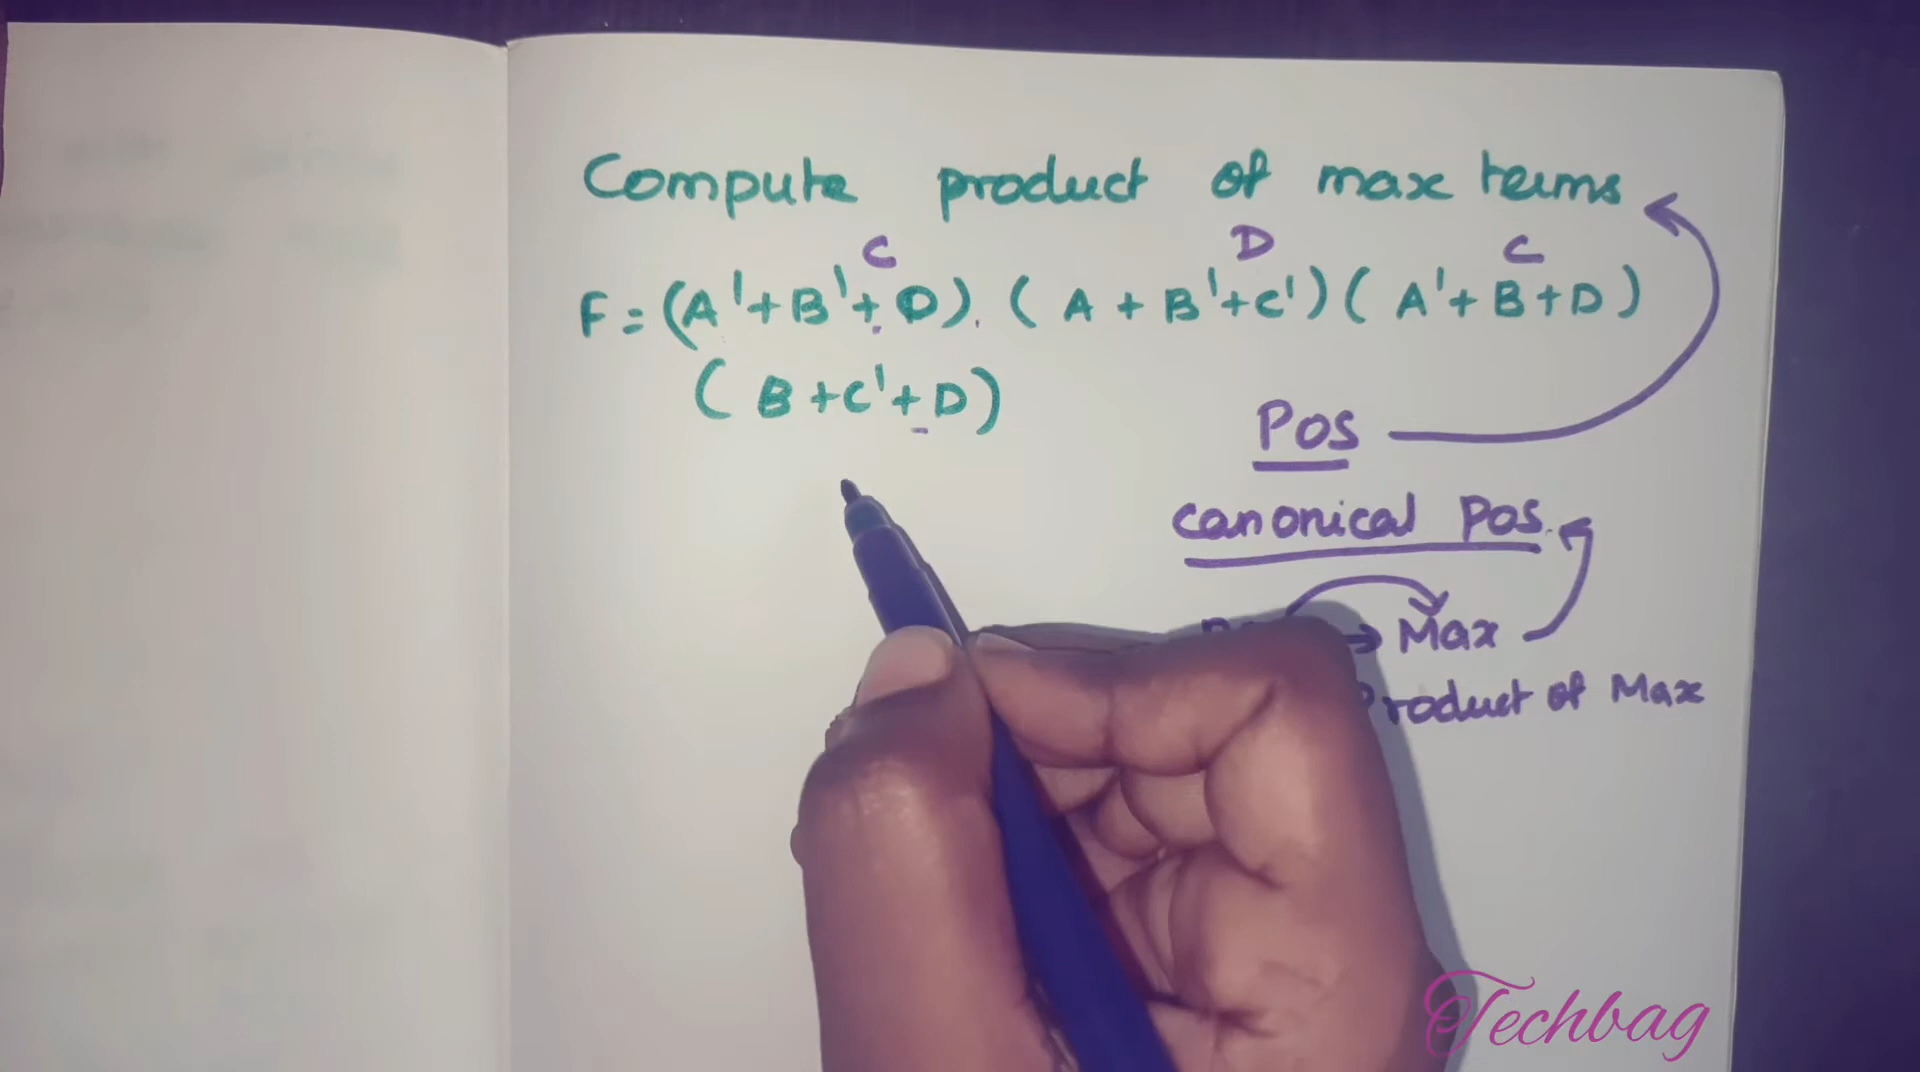 Compute product of max terms
C D C
F = (A'+B'+D).(A+B'+C')(A'+B+D)
(B+C'+D)
Pos
canonical Pos.
→ Max
Product of Max
Techbag